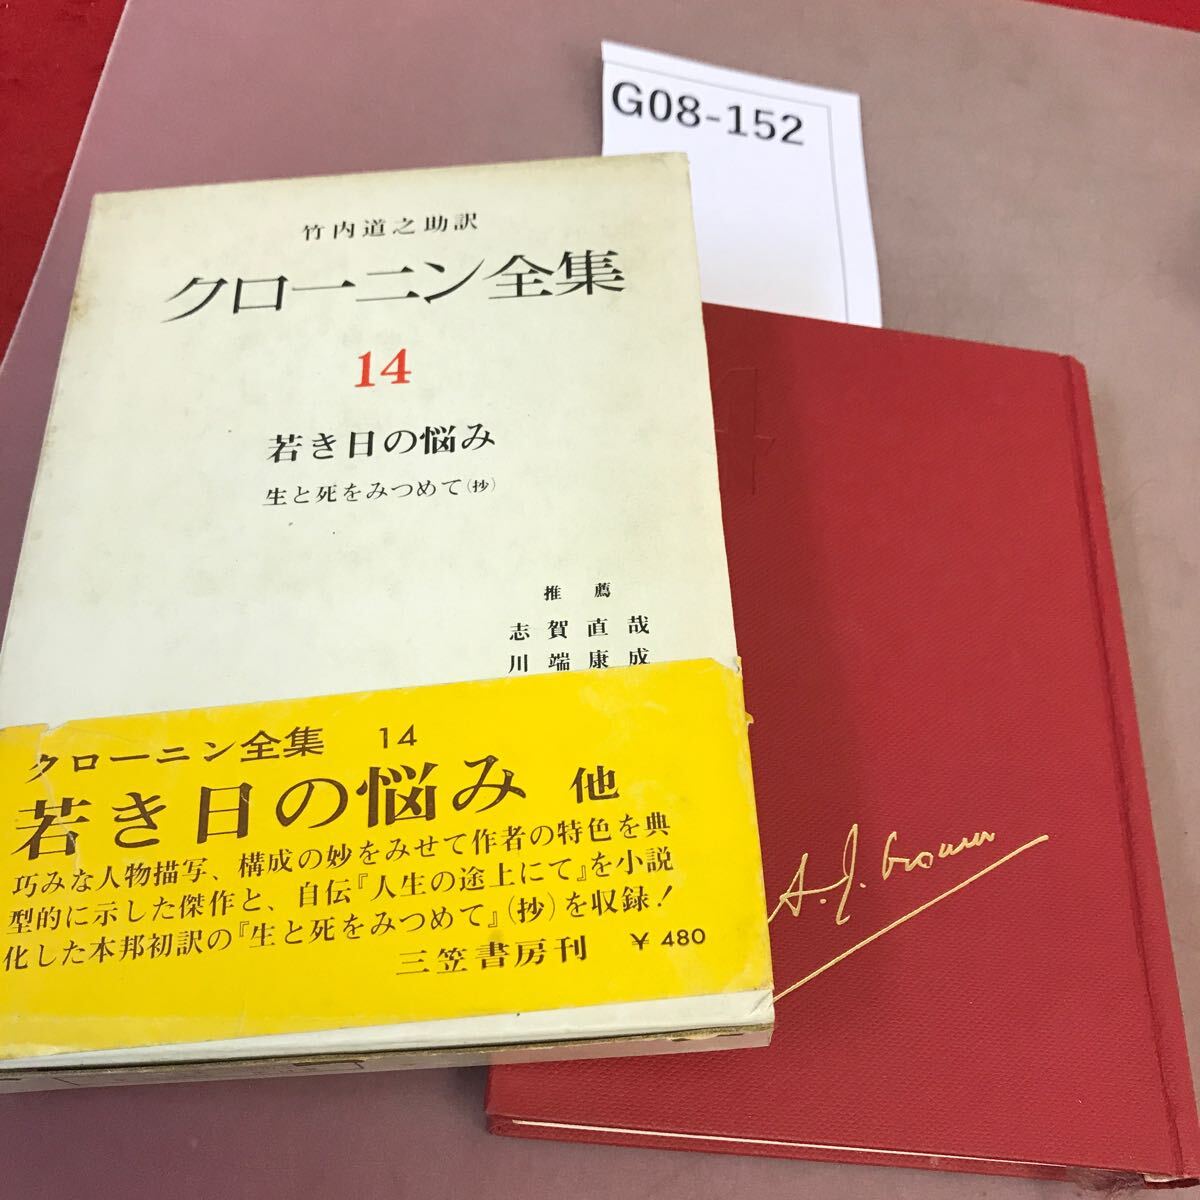 G08-152
竹内道之助訳
クローニン全集
14
若き日の悩み
生と死をみつめて(抄)
推薦
志賀直哉
川端康成
クローニン全集 14
若き日の悩み 他
巧みな人物描写、構成の妙をみせて作者の特色を典
型的に示した傑作と、自伝『人生の途上にて』を小説
化した本邦初訳の『生と死をみつめて』(抄)を収録!
三笠書房刊 ¥480
A. J. Cronin